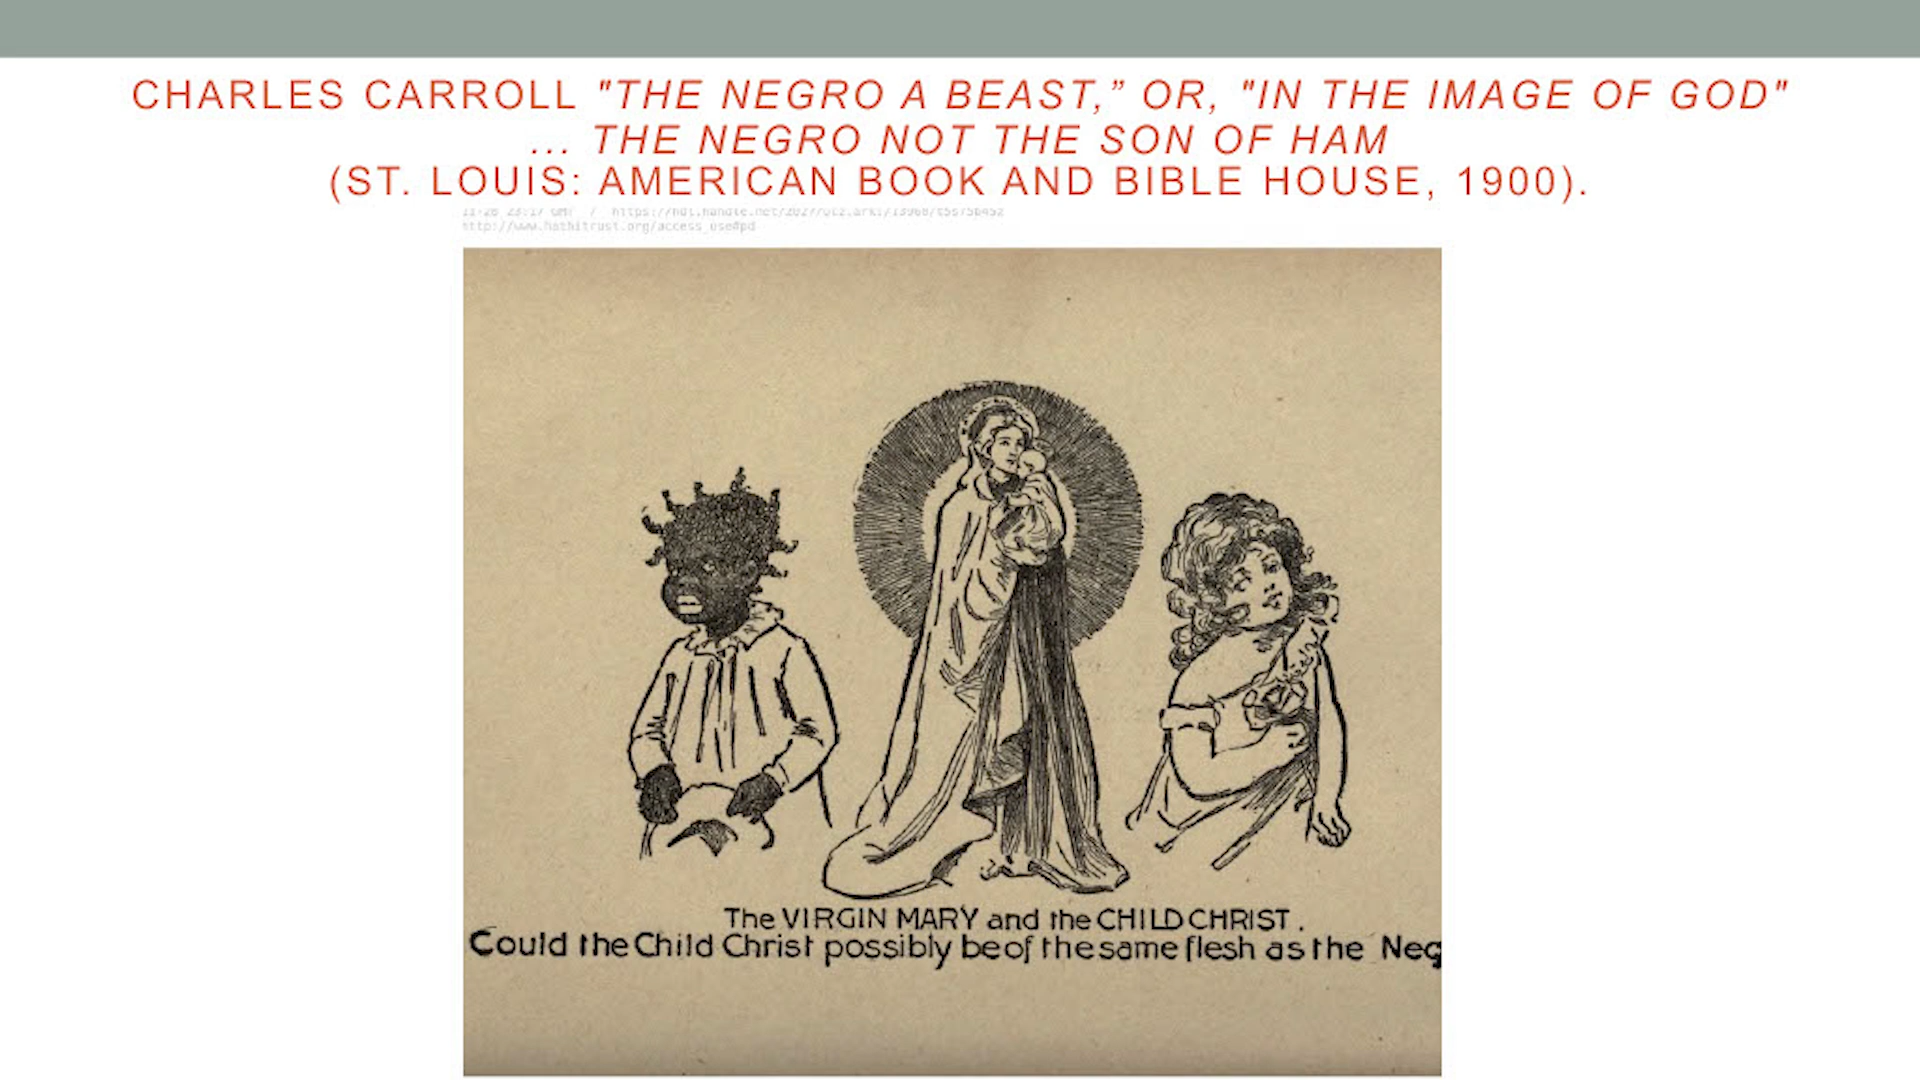 CHARLES CARROLL "THE NEGRO A BEAST,” OR, "IN THE IMAGE OF GOD"
... THE NEGRO NOT THE SON OF HAM
(ST. LOUIS: AMERICAN BOOK AND BIBLE HOUSE, 1900).
http://www.hathitrust.org/access_use#pd
The VIRGIN MARY and the CHILD CHRIST.
Could the Child Christ possibly be of the same flesh as the Neg